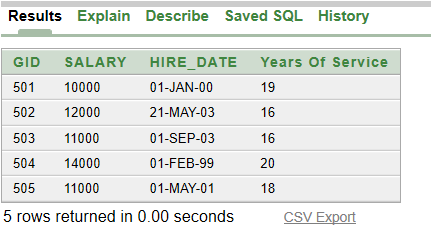 Results Explain Describe Saved SQL History
GID SALARY HIRE_DATE Years Of Service
501 10000 01-JAN-00 19
502 12000 21-MAY-03 16
503 11000 01-SEP-03 16
504 14000 01-FEB-99 20
505 11000 01-MAY-01 18
5 rows returned in 0.00 seconds CSV Export